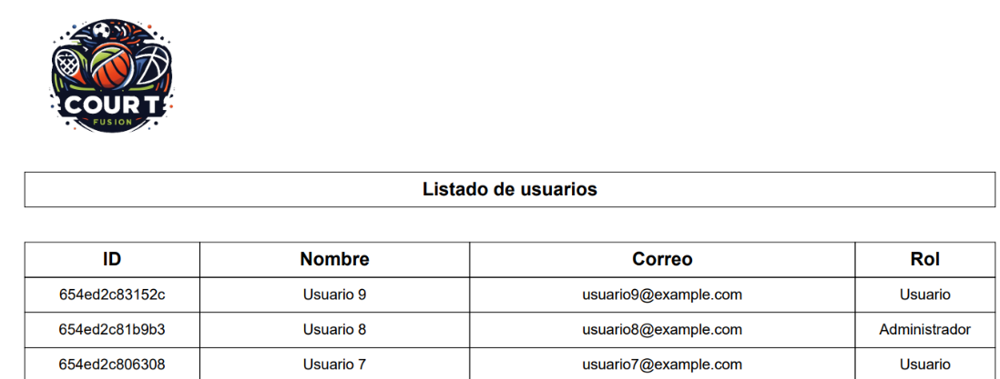 COURT
FUSION
Listado de usuarios
ID Nombre Correo Rol
654ed2c83152c Usuario 9 usuario9@example.com Usuario
654ed2c81b9b3 Usuario 8 usuario8@example.com Administrador
654ed2c806308 Usuario 7 usuario7@example.com Usuario